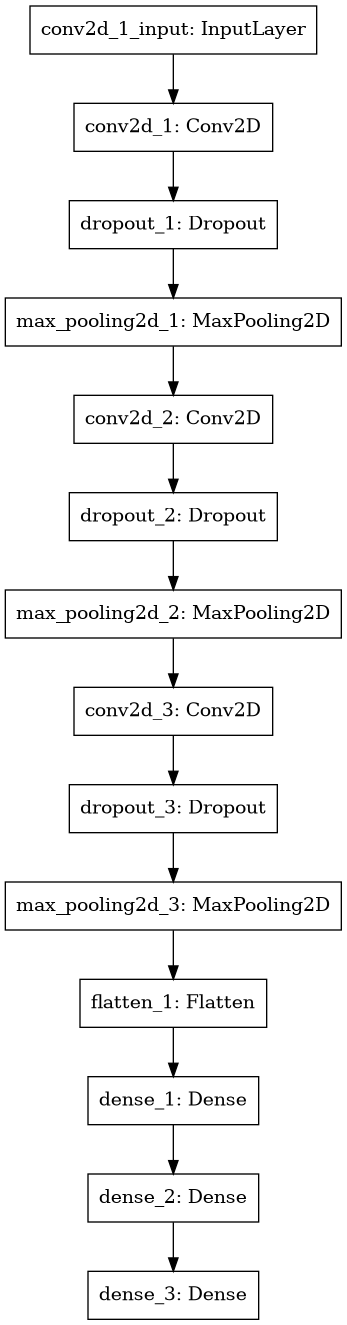 conv2d_1_input: InputLayer
conv2d_1: Conv2D
dropout_1: Dropout
max_pooling2d_1: MaxPooling2D
conv2d_2: Conv2D
dropout_2: Dropout
max_pooling2d_2: MaxPooling2D
conv2d_3: Conv2D
dropout_3: Dropout
max_pooling2d_3: MaxPooling2D
flatten_1: Flatten
dense_1: Dense
dense_2: Dense
dense_3: Dense